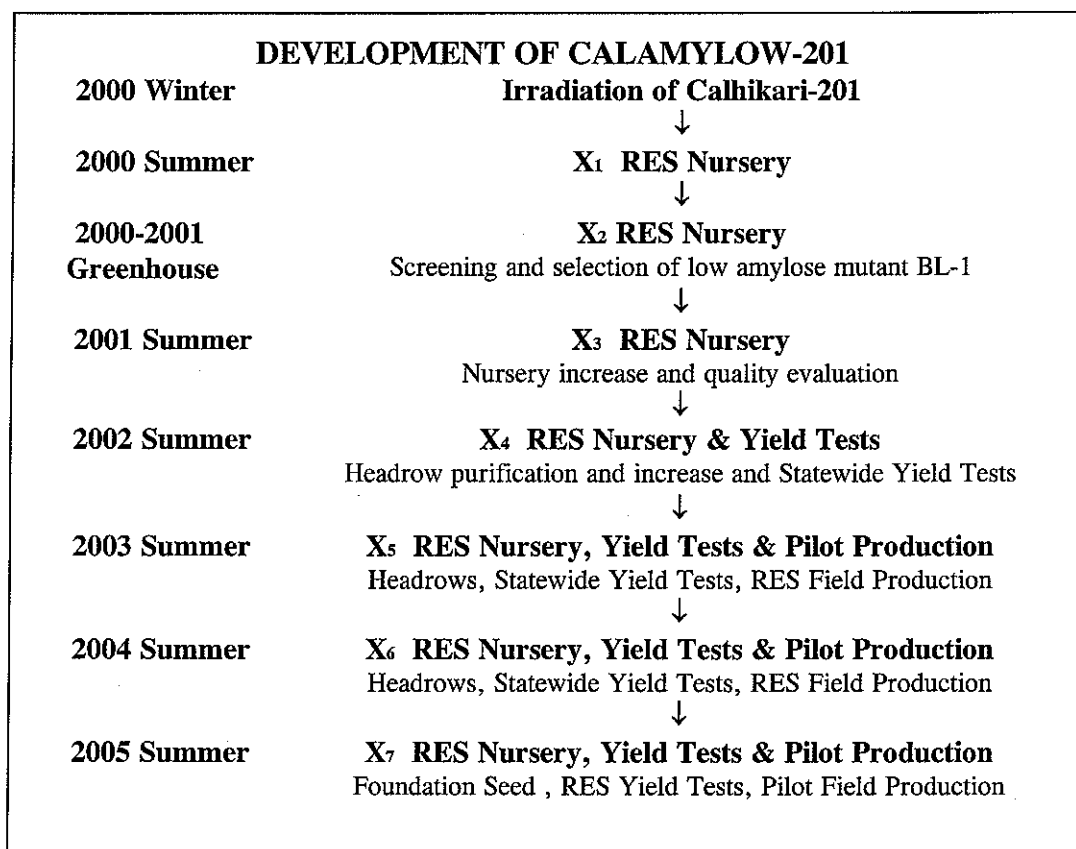 DEVELOPMENT OF CALAMYLOW-201
2000 Winter Irradiation of Calhikari-201
↓
2000 Summer X₁ RES Nursery
↓
2000-2001 X₂ RES Nursery
Greenhouse Screening and selection of low amylose mutant BL-1
↓
2001 Summer X₃ RES Nursery
Nursery increase and quality evaluation
↓
2002 Summer X₄ RES Nursery & Yield Tests
Headrow purification and increase and Statewide Yield Tests
↓
2003 Summer X₅ RES Nursery, Yield Tests & Pilot Production
Headrows, Statewide Yield Tests, RES Field Production
↓
2004 Summer X₆ RES Nursery, Yield Tests & Pilot Production
Headrows, Statewide Yield Tests, RES Field Production
↓
2005 Summer X₇ RES Nursery, Yield Tests & Pilot Production
Foundation Seed , RES Yield Tests, Pilot Field Production